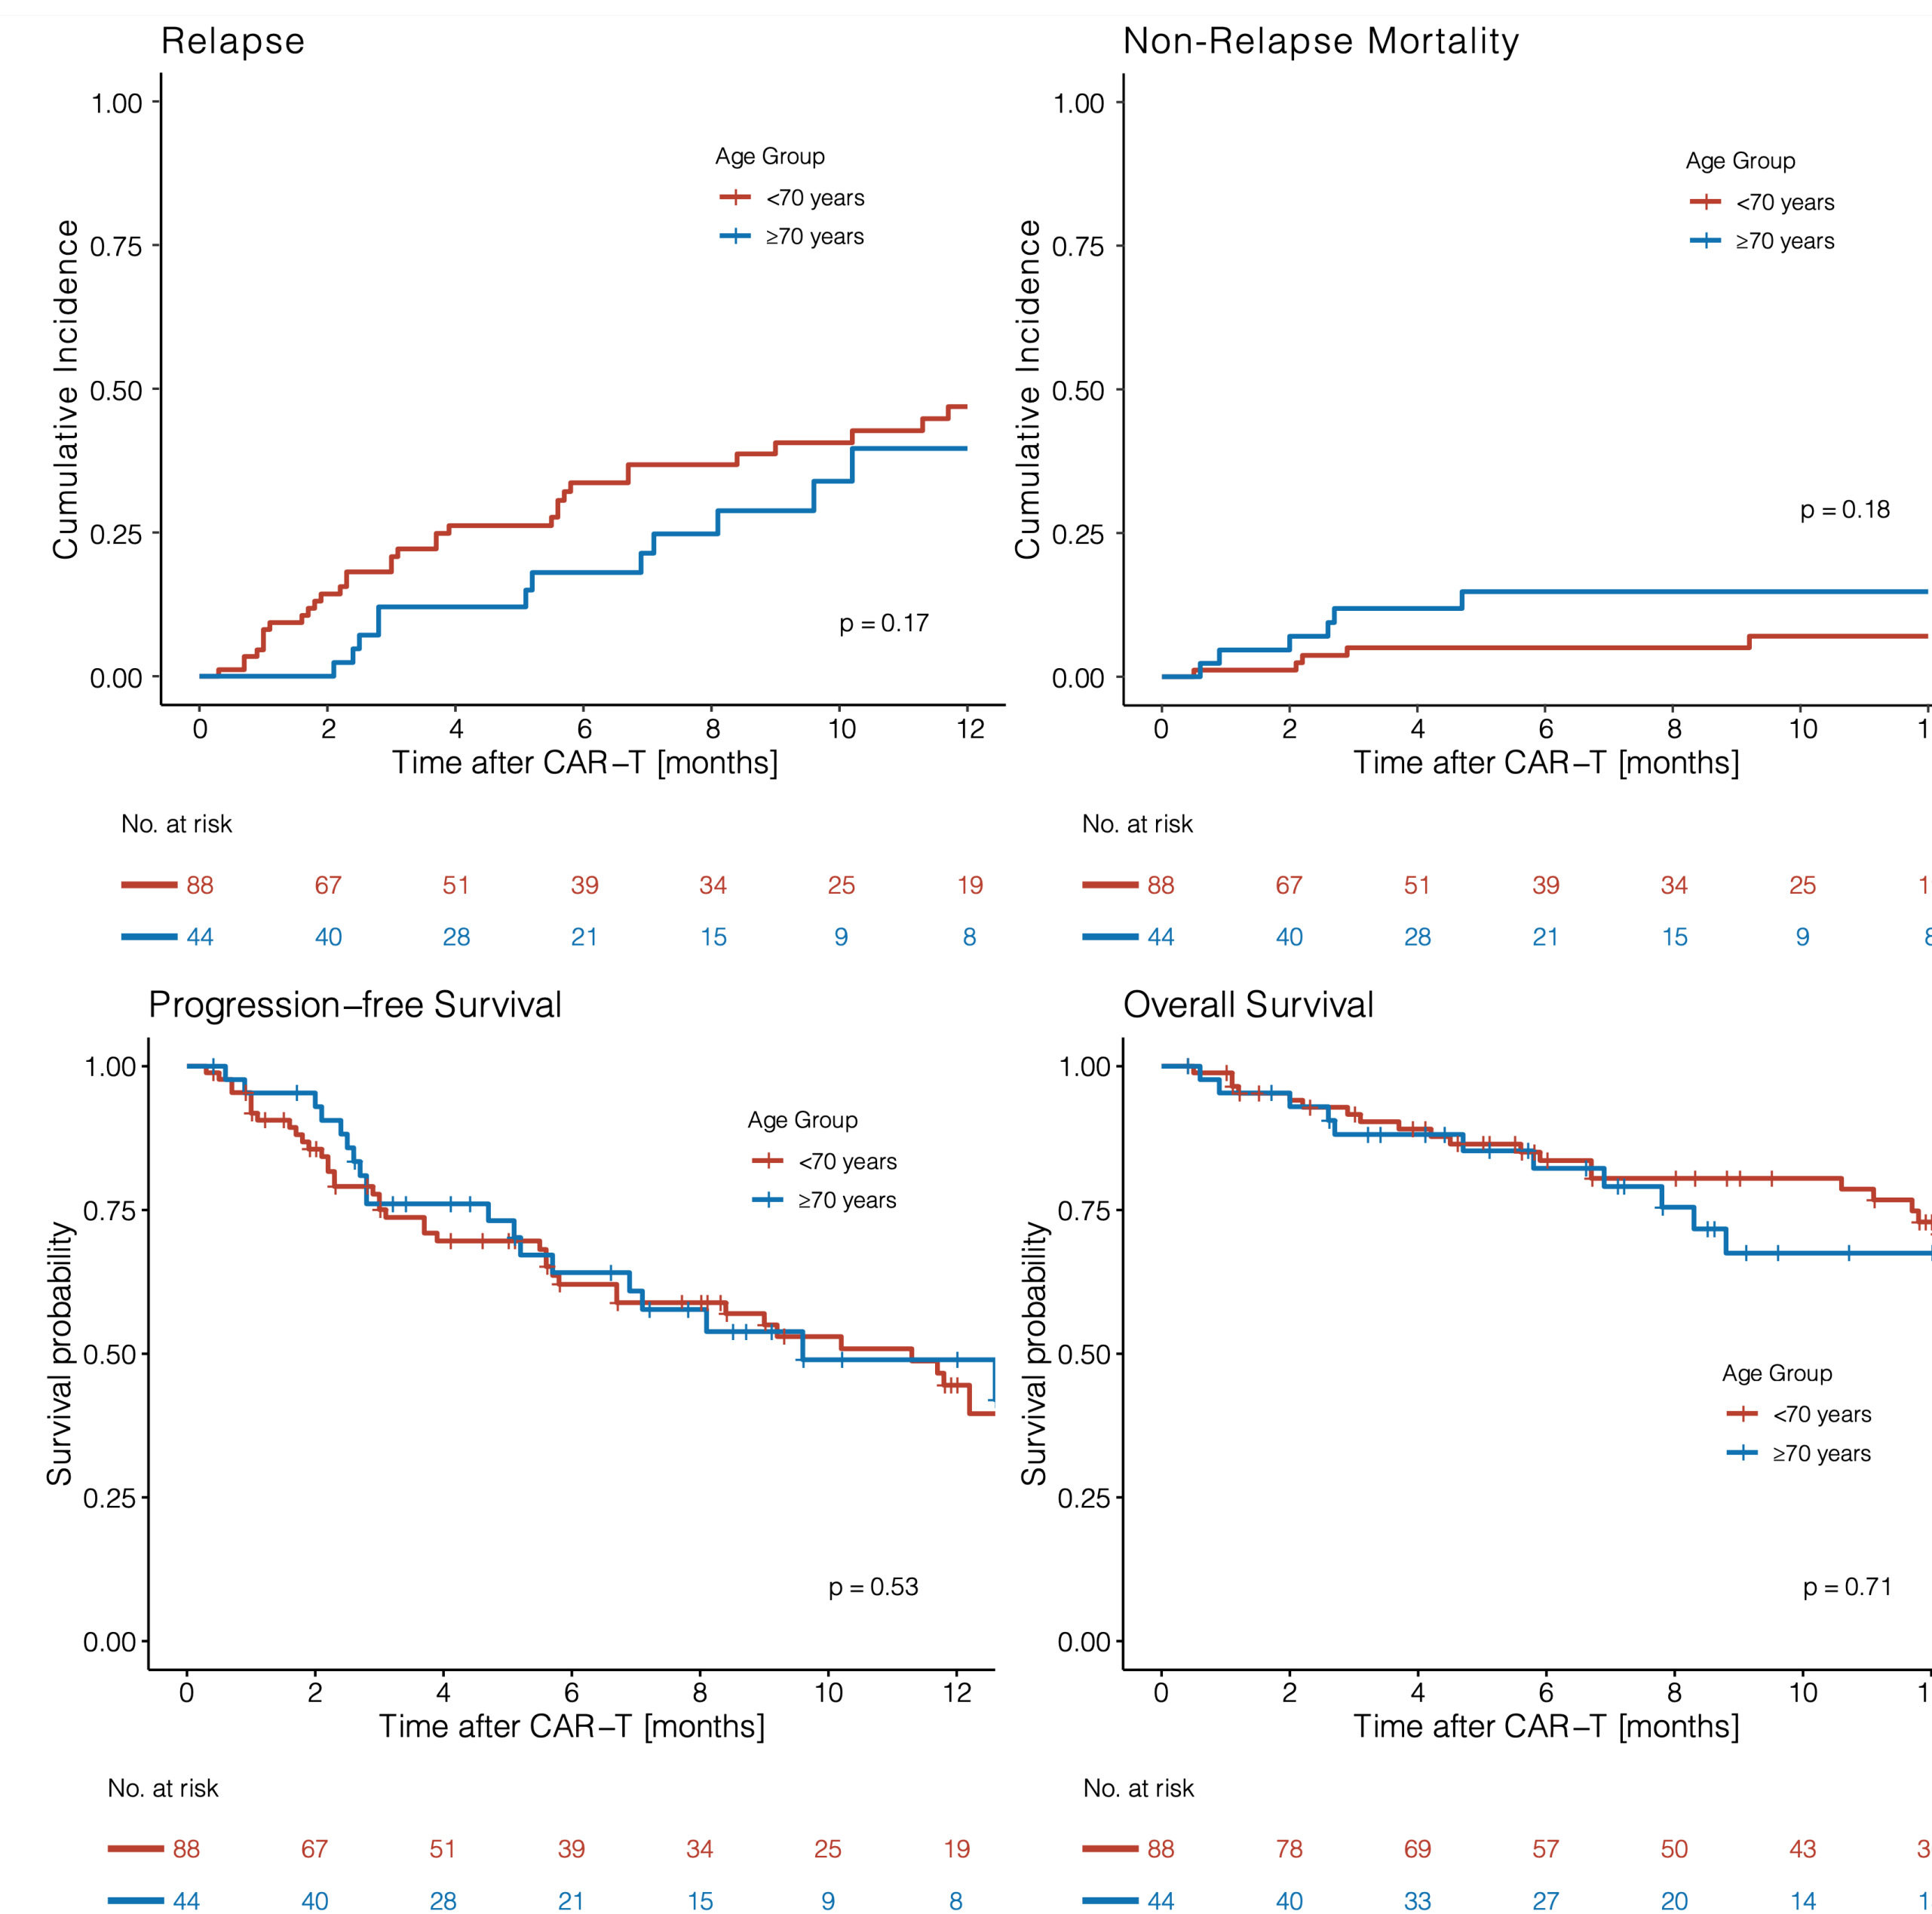 Relapse
1.00
0.75
0.50
0.25
0.00
Cumulative Incidence
Age Group
<70 years
≥70 years
p = 0.17
0 2 4 6 8 10 12
Time after CAR–T [months]
No. at risk
88 67 51 39 34 25 19
44 40 28 21 15 9 8
Non-Relapse Mortality
1.00
0.75
0.50
0.25
0.00
Cumulative Incidence
Age Group
<70 years
≥70 years
p = 0.18
0 2 4 6 8 10 1
Time after CAR–T [months]
No. at risk
88 67 51 39 34 25 1
44 40 28 21 15 9 8
Progression–free Survival
1.00
0.75
0.50
0.25
0.00
Survival probability
Age Group
<70 years
≥70 years
p = 0.53
0 2 4 6 8 10 12
Time after CAR–T [months]
No. at risk
88 67 51 39 34 25 19
44 40 28 21 15 9 8
Overall Survival
1.00
0.75
0.50
0.25
0.00
Survival probability
Age Group
<70 years
≥70 years
p = 0.71
0 2 4 6 8 10 1
Time after CAR–T [months]
No. at risk
88 78 69 57 50 43 3
44 40 33 27 20 14 1